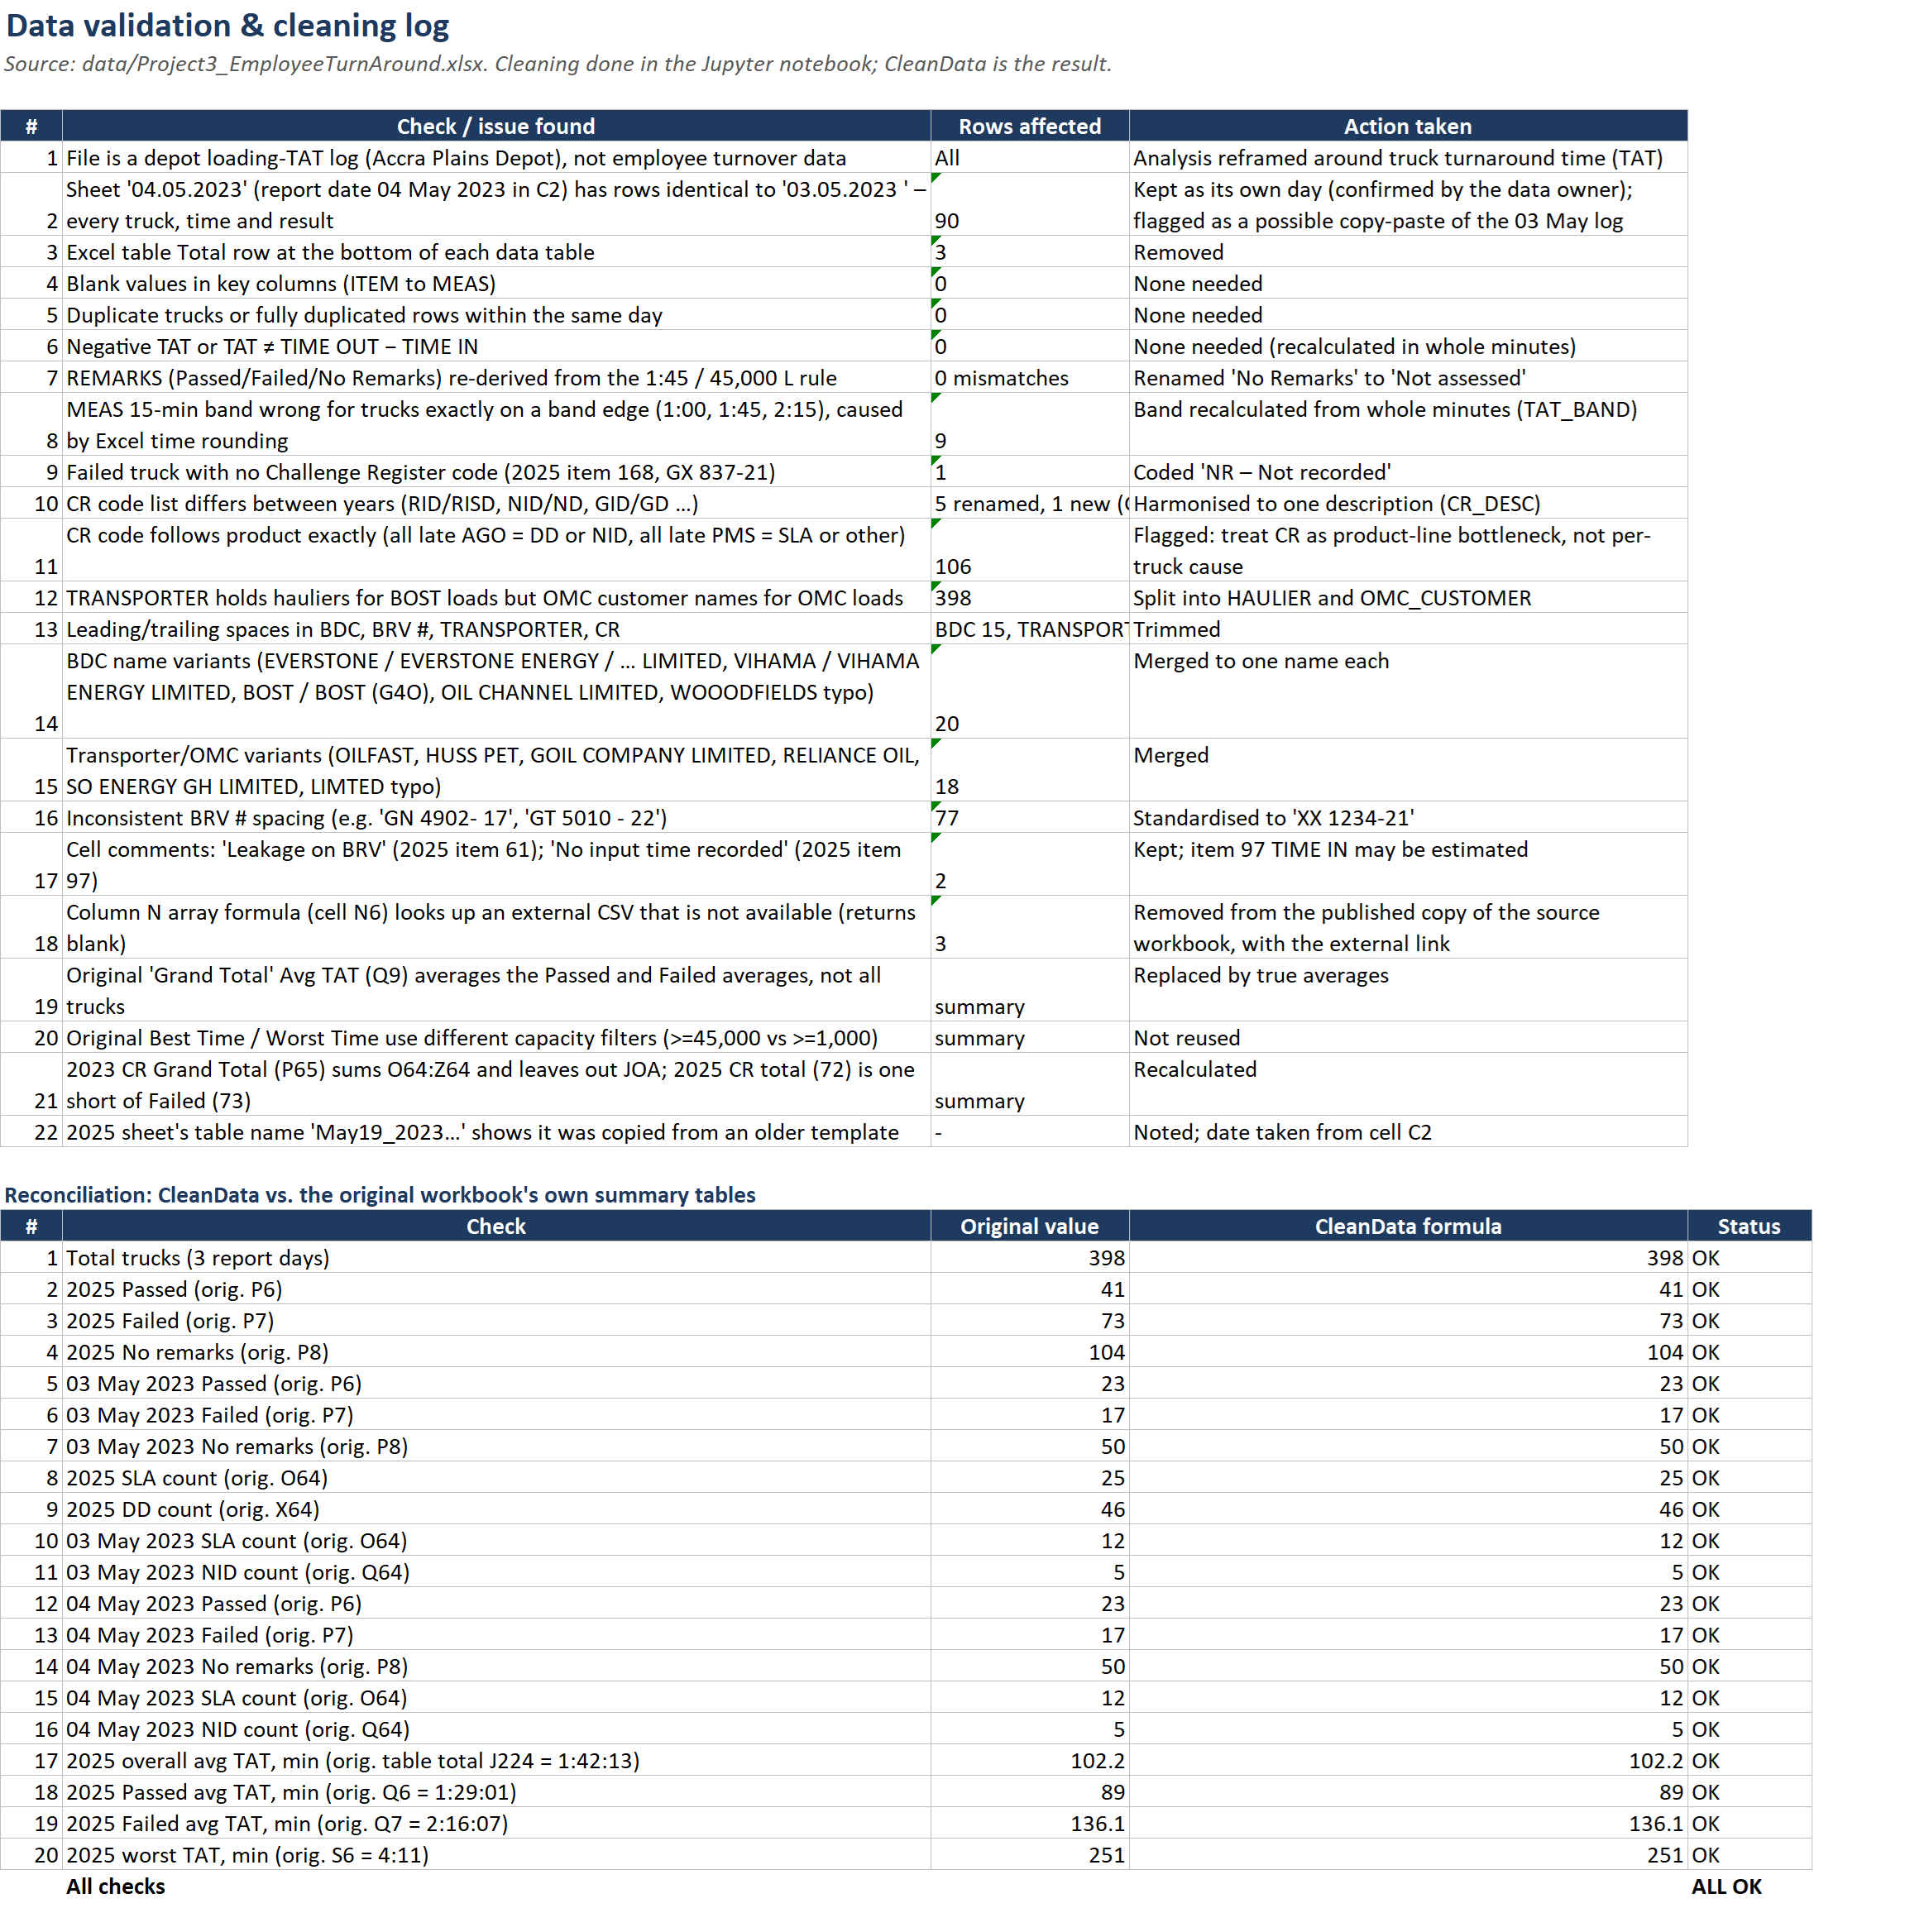 Data validation & cleaning log
Source: data/Project3_EmployeeTurnAround.xlsx. Cleaning done in the Jupyter notebook; CleanData is the result.
# Check / issue found Rows affected Action taken
1 File is a depot loading-TAT log (Accra Plains Depot), not employee turnover data All Analysis reframed around truck turnaround time (TAT)
Sheet '04.05.2023' (report date 04 May 2023 in C2) has rows identical to '03.05.2023 ' – Kept as its own day (confirmed by the data owner);
2 every truck, time and result 90 flagged as a possible copy-paste of the 03 May log
3 Excel table Total row at the bottom of each data table 3 Removed
4 Blank values in key columns (ITEM to MEAS) 0 None needed
5 Duplicate trucks or fully duplicated rows within the same day 0 None needed
6 Negative TAT or TAT ≠ TIME OUT − TIME IN 0 None needed (recalculated in whole minutes)
7 REMARKS (Passed/Failed/No Remarks) re-derived from the 1:45 / 45,000 L rule 0 mismatches Renamed 'No Remarks' to 'Not assessed'
MEAS 15-min band wrong for trucks exactly on a band edge (1:00, 1:45, 2:15), caused Band recalculated from whole minutes (TAT_BAND)
8 by Excel time rounding 9
9 Failed truck with no Challenge Register code (2025 item 168, GX 837-21) 1 Coded 'NR – Not recorded'
10 CR code list differs between years (RID/RISD, NID/ND, GID/GD …) 5 renamed, 1 new ( Harmonised to one description (CR_DESC)
CR code follows product exactly (all late AGO = DD or NID, all late PMS = SLA or other) Flagged: treat CR as product-line bottleneck, not per-
11 106 truck cause
12 TRANSPORTER holds hauliers for BOST loads but OMC customer names for OMC loads 398 Split into HAULIER and OMC_CUSTOMER
13 Leading/trailing spaces in BDC, BRV #, TRANSPORTER, CR BDC 15, TRANSPORT Trimmed
BDC name variants (EVERSTONE / EVERSTONE ENERGY / … LIMITED, VIHAMA / VIHAMA Merged to one name each
ENERGY LIMITED, BOST / BOST (G4O), OIL CHANNEL LIMITED, WOOODFIELDS typo)
14 20
Transporter/OMC variants (OILFAST, HUSS PET, GOIL COMPANY LIMITED, RELIANCE OIL, Merged
15 SO ENERGY GH LIMITED, LIMTED typo) 18
16 Inconsistent BRV # spacing (e.g. 'GN 4902- 17', 'GT 5010 - 22') 77 Standardised to 'XX 1234-21'
Cell comments: 'Leakage on BRV' (2025 item 61); 'No input time recorded' (2025 item Kept; item 97 TIME IN may be estimated
17 97) 2
Column N array formula (cell N6) looks up an external CSV that is not available (returns Removed from the published copy of the source
18 blank) 3 workbook, with the external link
Original 'Grand Total' Avg TAT (Q9) averages the Passed and Failed averages, not all Replaced by true averages
19 trucks summary
20 Original Best Time / Worst Time use different capacity filters (>=45,000 vs >=1,000) summary Not reused
2023 CR Grand Total (P65) sums O64:Z64 and leaves out JOA; 2025 CR total (72) is one Recalculated
21 short of Failed (73) summary
22 2025 sheet's table name 'May19_2023…' shows it was copied from an older template - Noted; date taken from cell C2
Reconciliation: CleanData vs. the original workbook's own summary tables
# Check Original value CleanData formula Status
1 Total trucks (3 report days) 398 398 OK
2 2025 Passed (orig. P6) 41 41 OK
3 2025 Failed (orig. P7) 73 73 OK
4 2025 No remarks (orig. P8) 104 104 OK
5 03 May 2023 Passed (orig. P6) 23 23 OK
6 03 May 2023 Failed (orig. P7) 17 17 OK
7 03 May 2023 No remarks (orig. P8) 50 50 OK
8 2025 SLA count (orig. O64) 25 25 OK
9 2025 DD count (orig. X64) 46 46 OK
10 03 May 2023 SLA count (orig. O64) 12 12 OK
11 03 May 2023 NID count (orig. Q64) 5 5 OK
12 04 May 2023 Passed (orig. P6) 23 23 OK
13 04 May 2023 Failed (orig. P7) 17 17 OK
14 04 May 2023 No remarks (orig. P8) 50 50 OK
15 04 May 2023 SLA count (orig. O64) 12 12 OK
16 04 May 2023 NID count (orig. Q64) 5 5 OK
17 2025 overall avg TAT, min (orig. table total J224 = 1:42:13) 102.2 102.2 OK
18 2025 Passed avg TAT, min (orig. Q6 = 1:29:01) 89 89 OK
19 2025 Failed avg TAT, min (orig. Q7 = 2:16:07) 136.1 136.1 OK
20 2025 worst TAT, min (orig. S6 = 4:11) 251 251 OK
All checks ALL OK